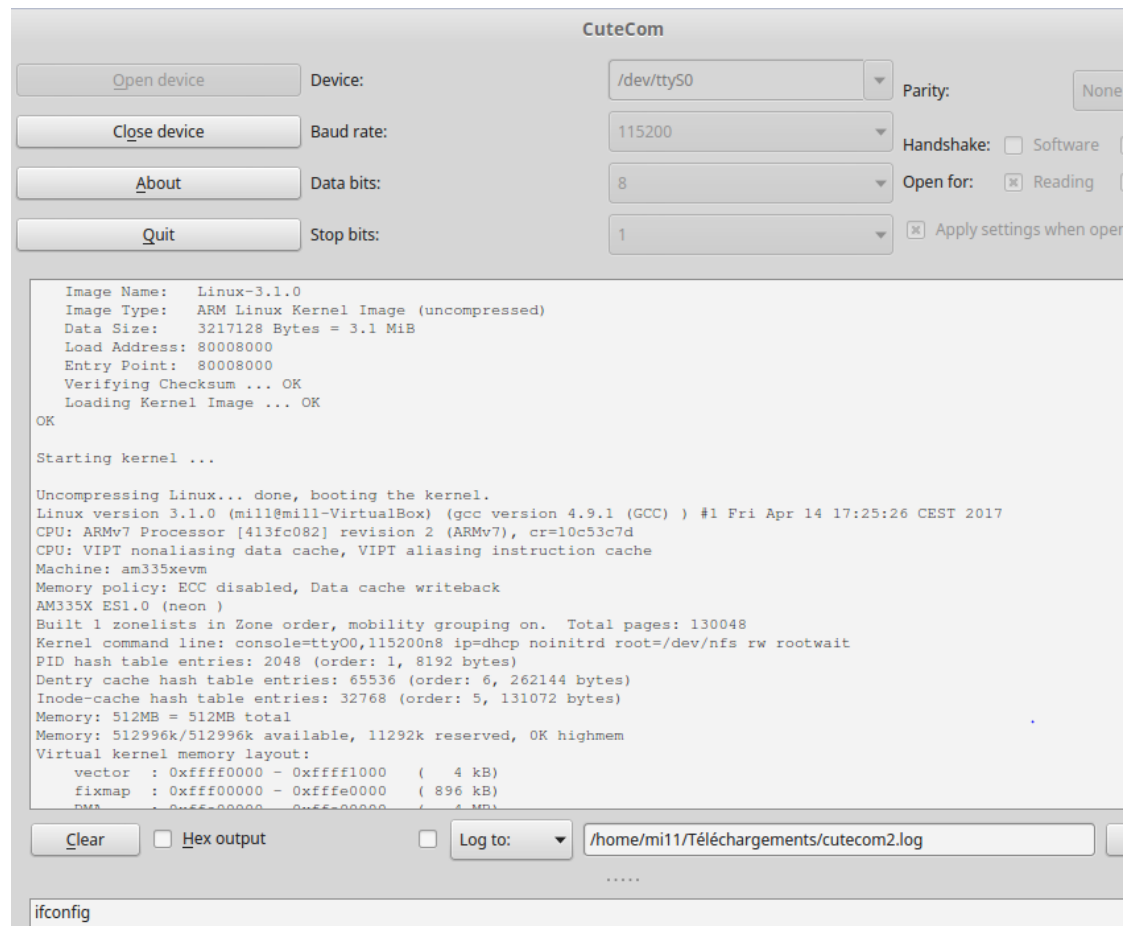 CuteCom
Open device Device: /dev/ttyS0 Parity: None
Close device Baud rate: 115200
Handshake: Software
About Data bits: 8 Open for: Reading
Quit Stop bits: 1 Apply settings when oper
Image Name: Linux-3.1.0
Image Type: ARM Linux Kernel Image (uncompressed)
Data Size: 3217128 Bytes = 3.1 MiB
Load Address: 80008000
Entry Point: 80008000
Verifying Checksum ... OK
Loading Kernel Image ... OK
OK
Starting kernel ...
Uncompressing Linux... done, booting the kernel.
Linux version 3.1.0 (mi11@mi11-VirtualBox) (gcc version 4.9.1 (GCC) ) #1 Fri Apr 14 17:25:26 CEST 2017
CPU: ARMv7 Processor [413fc082] revision 2 (ARMv7), cr=10c53c7d
CPU: VIPT nonaliasing data cache, VIPT aliasing instruction cache
Machine: am335xevm
Memory policy: ECC disabled, Data cache writeback
AM335X ES1.0 (neon )
Built 1 zonelists in Zone order, mobility grouping on. Total pages: 130048
Kernel command line: console=ttyO0,115200n8 ip=dhcp noinitrd root=/dev/nfs rw rootwait
PID hash table entries: 2048 (order: 1, 8192 bytes)
Dentry cache hash table entries: 65536 (order: 6, 262144 bytes)
Inode-cache hash table entries: 32768 (order: 5, 131072 bytes)
Memory: 512MB = 512MB total
Memory: 512996k/512996k available, 11292k reserved, 0K highmem
Virtual kernel memory layout:
vector : 0xffff0000 - 0xffff1000 ( 4 kB)
fixmap : 0xfff00000 - 0xfffe0000 ( 896 kB)
Clear Hex output Log to: /home/mi11/Téléchargements/cutecom2.log
ifconfig